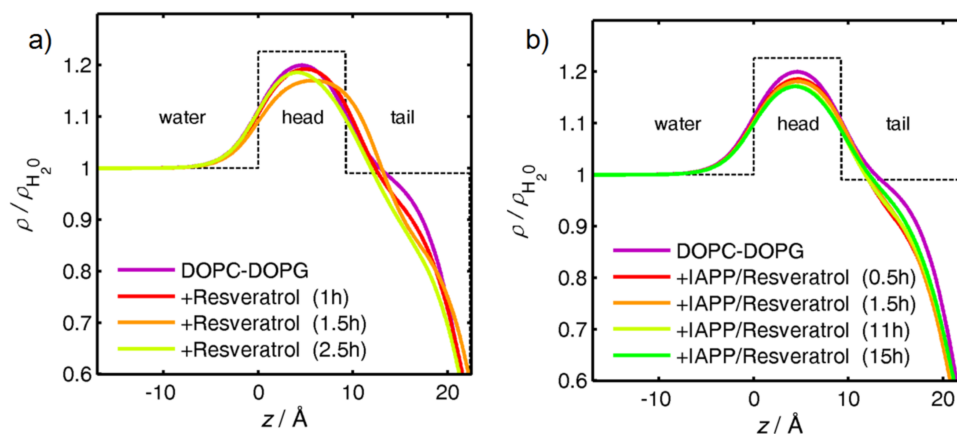 a)
1.2
1.1
1
0.9
0.8
0.7
0.6
ρ / ρH₂0
water
head
tail
DOPC-DOPG
+Resveratrol (1h)
+Resveratrol (1.5h)
+Resveratrol (2.5h)
-10
0
10
20
z / Å
b)
1.2
1.1
1
0.9
0.8
0.7
0.6
ρ / ρH₂0
water
head
tail
DOPC-DOPG
+IAPP/Resveratrol (0.5h)
+IAPP/Resveratrol (1.5h)
+IAPP/Resveratrol (11h)
+IAPP/Resveratrol (15h)
-10
0
10
20
z / Å